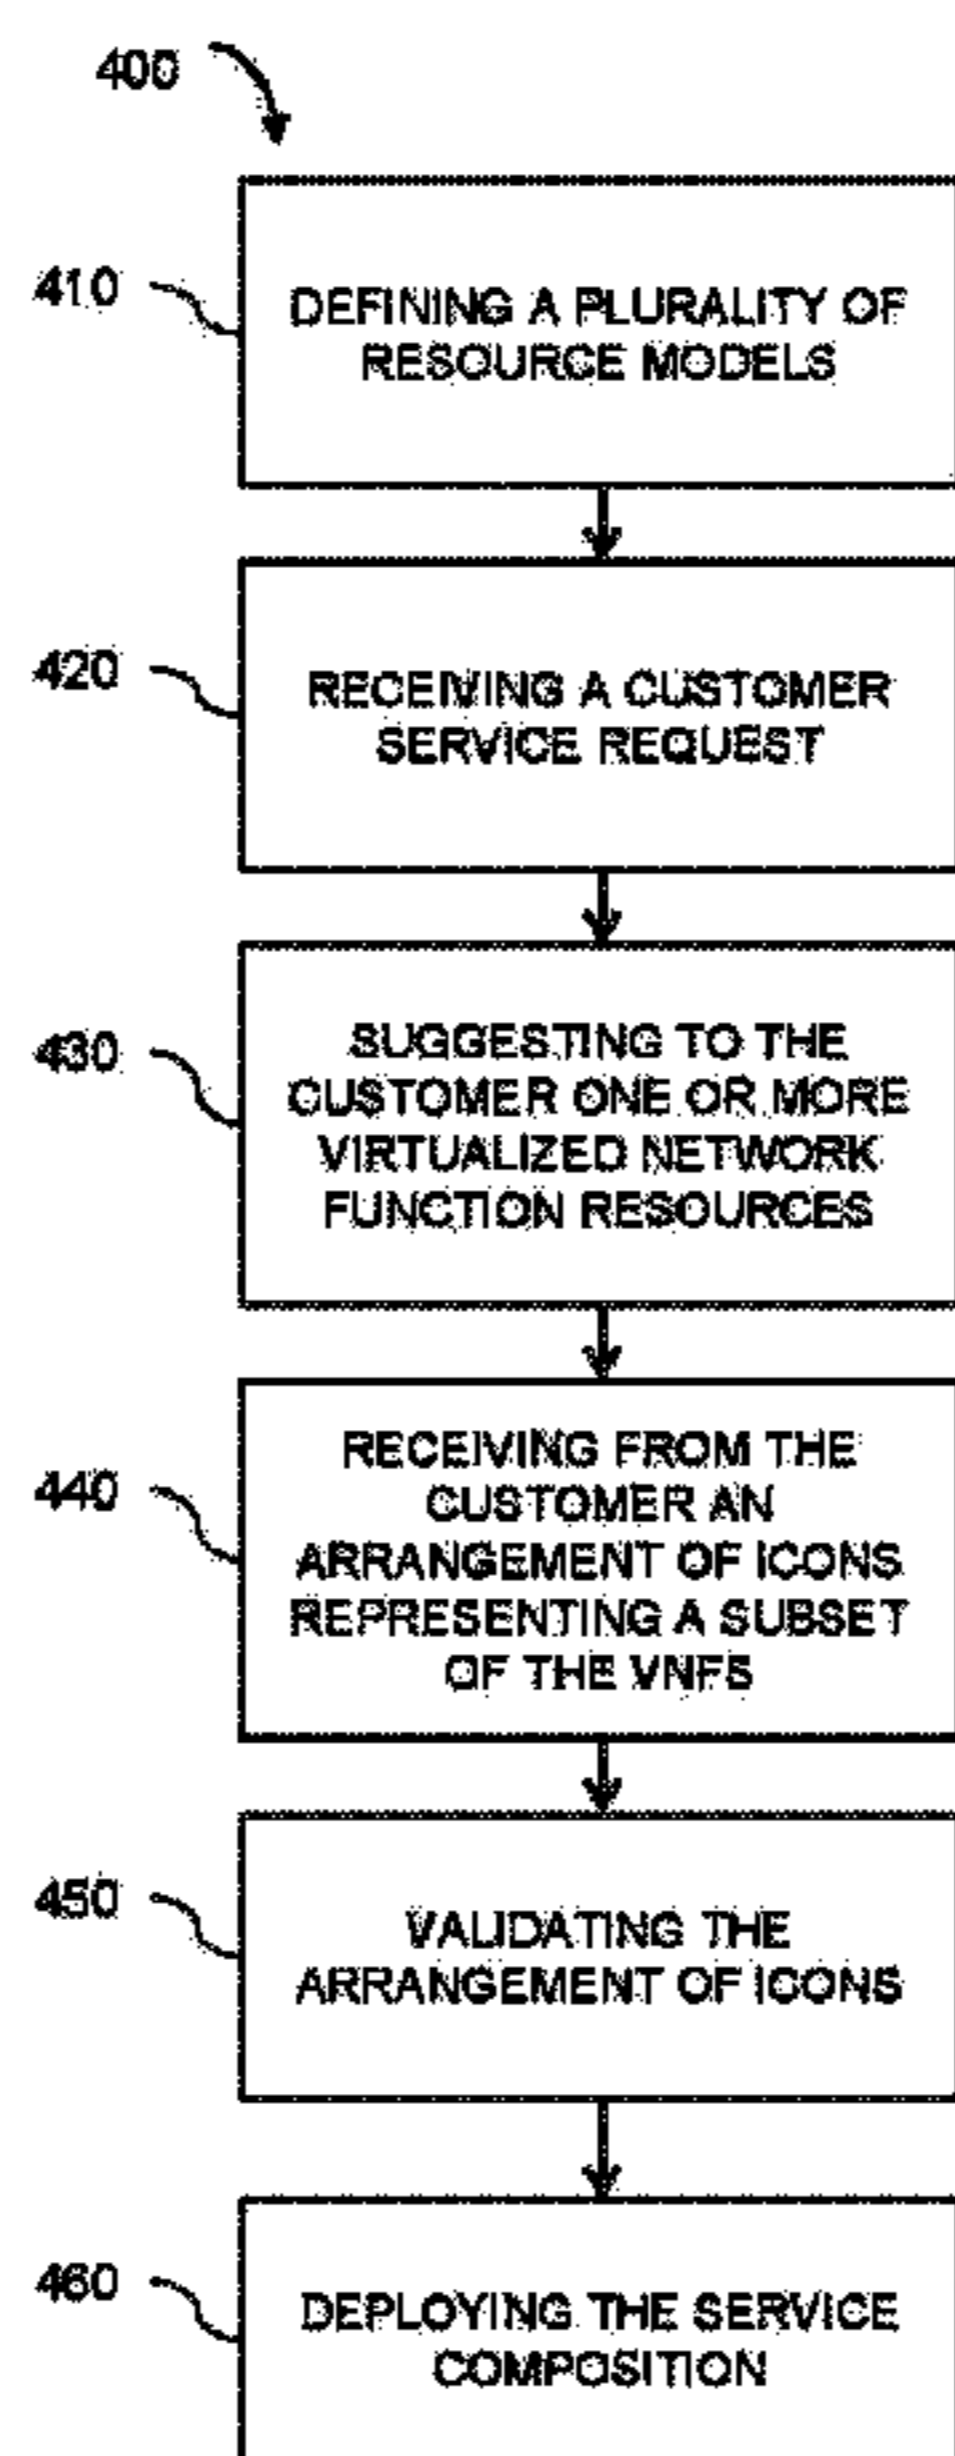 400
410
DEFINING A PLURALITY OF
RESOURCE MODELS
420
RECEIVING A CUSTOMER
SERVICE REQUEST
430
SUGGESTING TO THE
CUSTOMER ONE OR MORE
VIRTUALIZED NETWORK
FUNCTION RESOURCES
440
RECEIVING FROM THE
CUSTOMER AN
ARRANGEMENT OF ICONS
REPRESENTING A SUBSET
OF THE VNFS
450
VALIDATING THE
ARRANGEMENT OF ICONS
460
DEPLOYING THE SERVICE
COMPOSITION